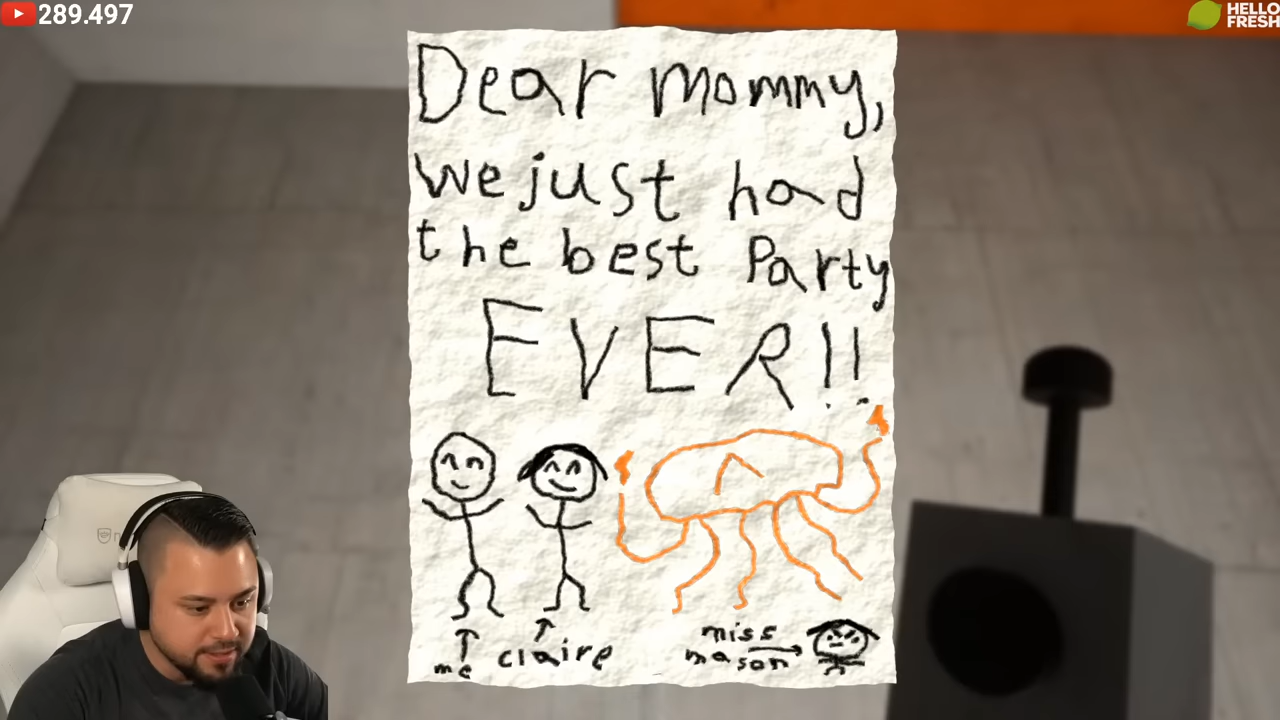 289.497
HELLO
FRESH
Dear mommy,
we just had
the best Party
EVER!!
me
claire
miss
mason